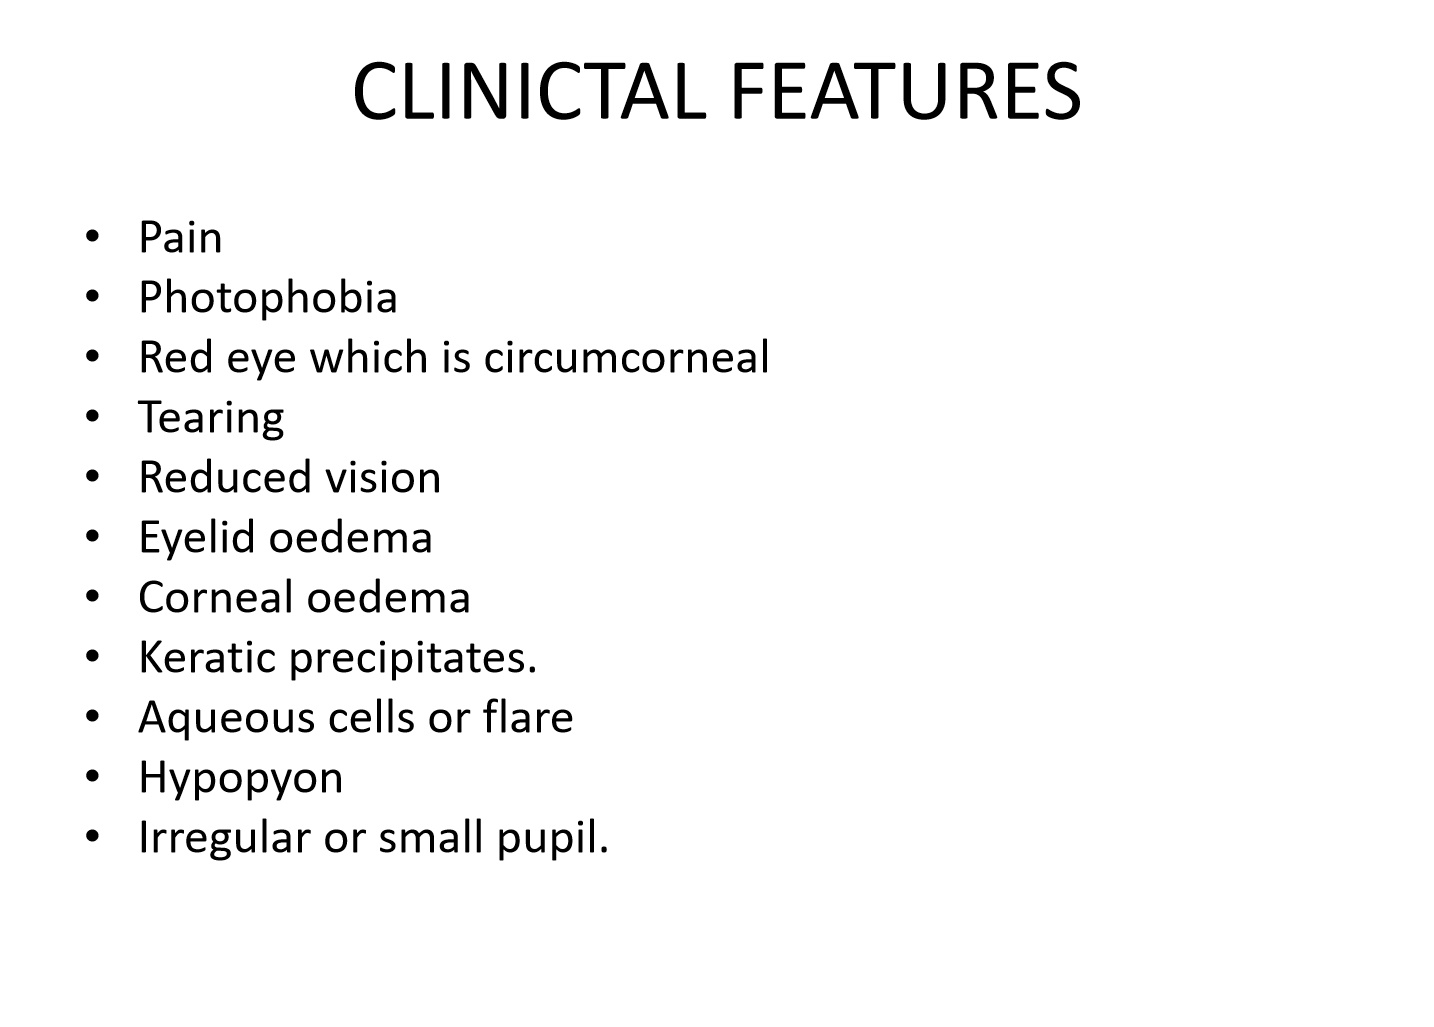 CLINICTAL FEATURES
• Pain
• Photophobia
• Red eye which is circumcorneal
• Tearing
• Reduced vision
• Eyelid oedema
• Corneal oedema
• Keratic precipitates.
• Aqueous cells or flare
• Hypopyon
• Irregular or small pupil.